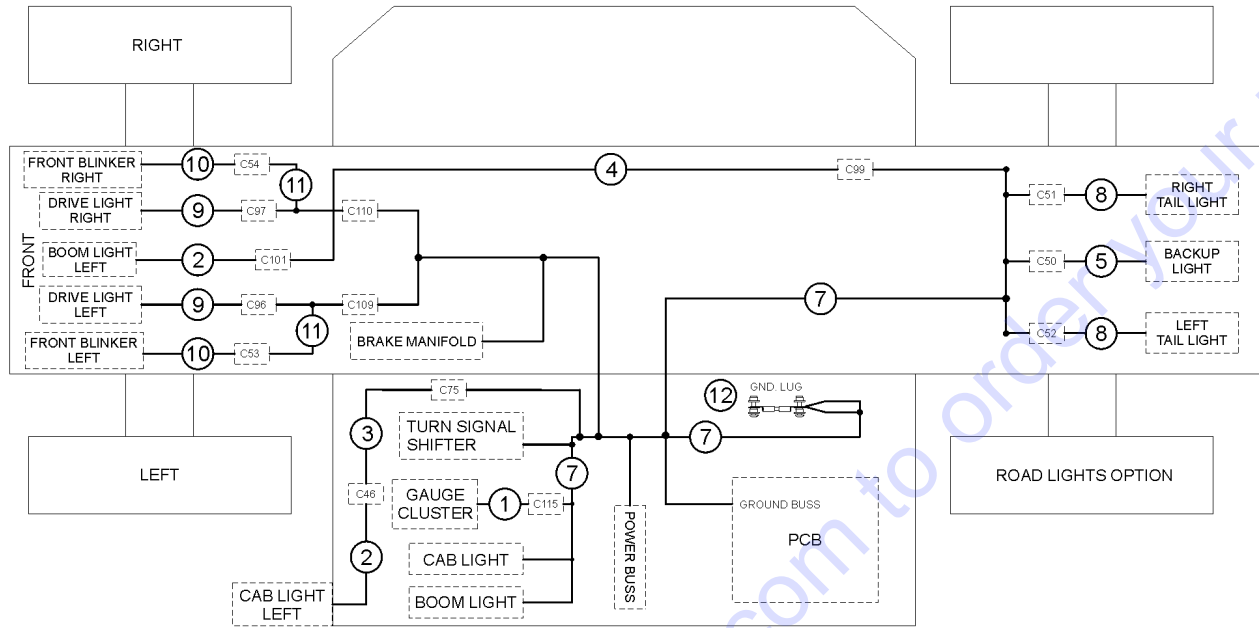 RIGHT
FRONT BLINKER
RIGHT
10
C54
11
DRIVE LIGHT
RIGHT
9
C97
C110
BOOM LIGHT
LEFT
2
C101
FRONT
DRIVE LIGHT
LEFT
9
C96
C109
11
FRONT BLINKER
LEFT
10
C53
BRAKE MANIFOLD
4
C99
C51
8
RIGHT
TAIL LIGHT
C50
5
BACKUP
LIGHT
7
C52
8
LEFT
TAIL LIGHT
C75
12
GND. LUG
3
TURN SIGNAL
SHIFTER
7
7
LEFT
C46
GAUGE
CLUSTER
1
C115
POWER BUSS
GROUND BUSS
PCB
ROAD LIGHTS OPTION
2
CAB LIGHT
CAB LIGHT
LEFT
BOOM LIGHT
com to order your